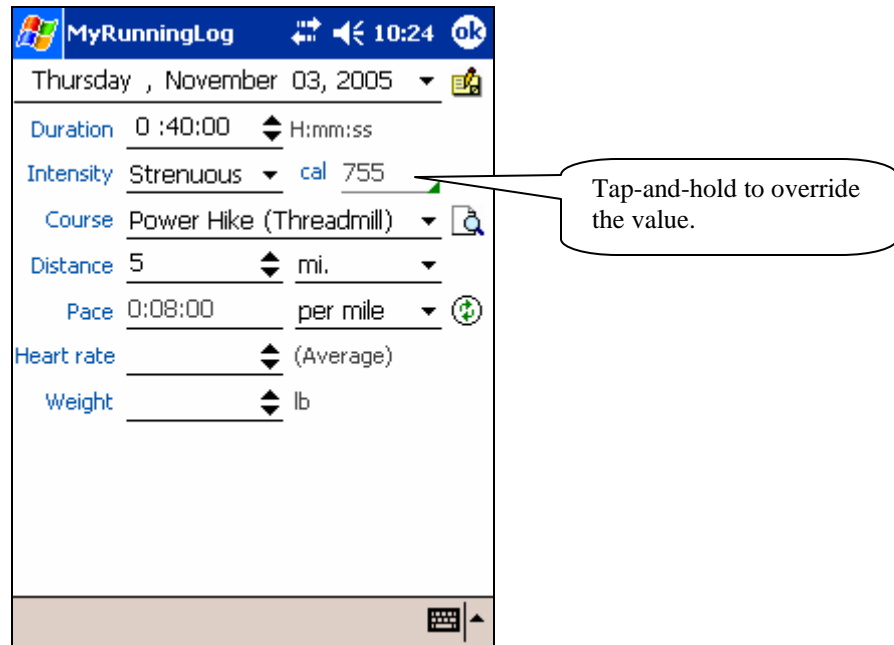 MyRunningLog 10:24 ok
Thursday , November 03, 2005
Duration 0 :40:00 H:mm:ss
Intensity Strenuous cal 755
Tap-and-hold to override
the value.
Course Power Hike (Threadmill)
Distance 5 mi.
Pace 0:08:00 per mile
Heart rate (Average)
Weight lb